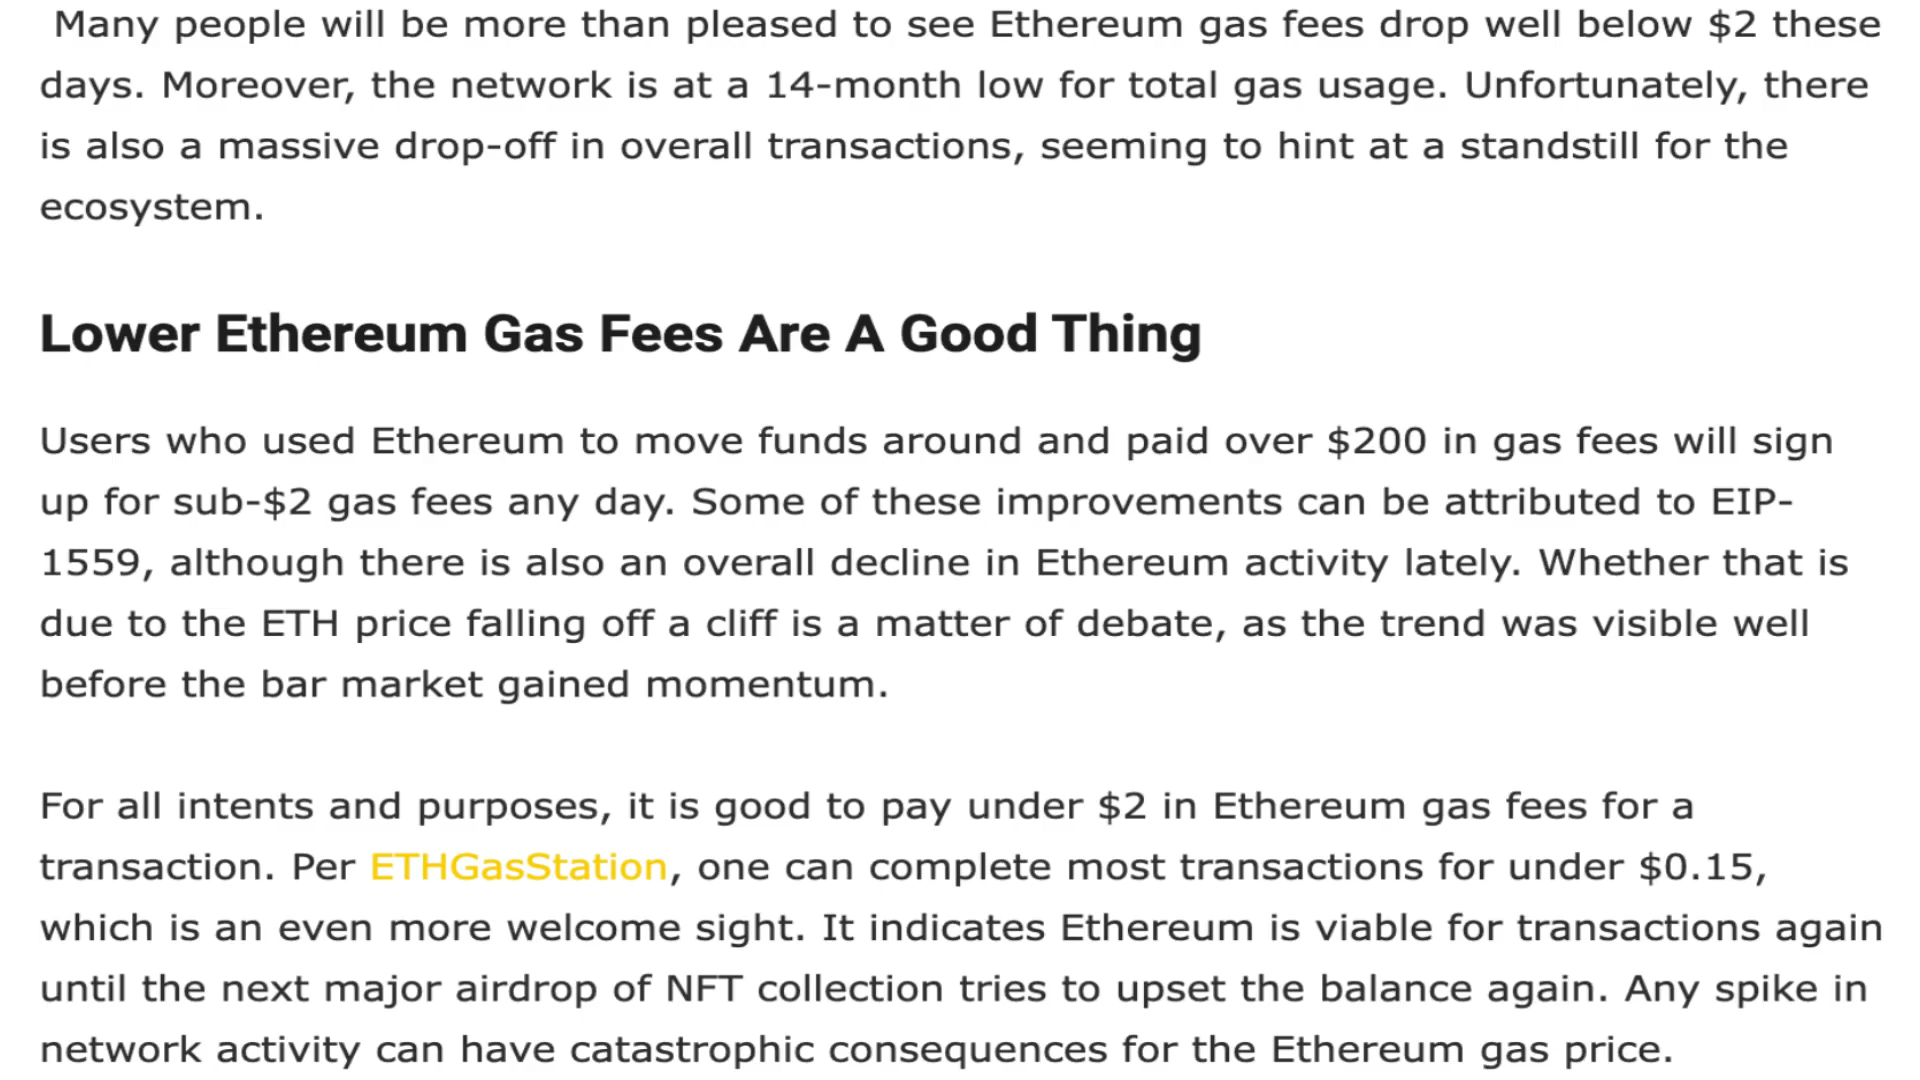 Many people will be more than pleased to see Ethereum gas fees drop well below $2 these
days. Moreover, the network is at a 14-month low for total gas usage. Unfortunately, there
is also a massive drop-off in overall transactions, seeming to hint at a standstill for the
ecosystem.
Lower Ethereum Gas Fees Are A Good Thing
Users who used Ethereum to move funds around and paid over $200 in gas fees will sign
up for sub-$2 gas fees any day. Some of these improvements can be attributed to EIP-
1559, although there is also an overall decline in Ethereum activity lately. Whether that is
due to the ETH price falling off a cliff is a matter of debate, as the trend was visible well
before the bar market gained momentum.
For all intents and purposes, it is good to pay under $2 in Ethereum gas fees for a
transaction. Per ETHGasStation, one can complete most transactions for under $0.15,
which is an even more welcome sight. It indicates Ethereum is viable for transactions again
until the next major airdrop of NFT collection tries to upset the balance again. Any spike in
network activity can have catastrophic consequences for the Ethereum gas price.